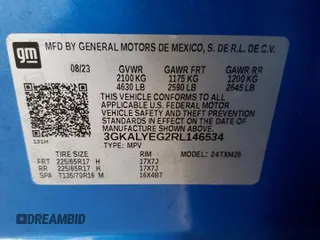 gm
MFD BY GENERAL MOTORS DE MEXICO, S. DE R.L. DE C.V.
08/23 GVWR GAWR FRT GAWR RR
2100 KG 1175 KG 1200 KG
4630 LB 2590 LB 2645 LB
THIS VEHICLE CONFORMS TO ALL APPLICABLE U.S. FEDERAL MOTOR VEHICLE SAFETY, BUMPER, AND THEFT PREVENTION STANDARDS IN EFFECT ON THE DATE OF MANUFACTURE SHOWN ABOVE.
3GKALYEG2RL146534
TYPE: MPV
121H
TIRE SIZE RIM MODEL: 24TXM26
FRT 225/65R17 H 17X7J
RR 225/65R17 H 17X7J
SPA T135/70R16 M 16X4BT
DREAMBID